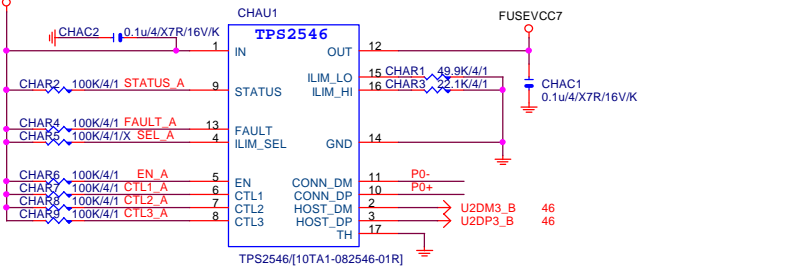 CHAU1
FUSEVCC7
CHAC2 0.1u/4/X7R/16V/K
TPS2546
1 IN OUT 12
ILIM_LO 15 CHAR1 49.9K/4/1
CHAR2 100K/4/1 STATUS_A 9 STATUS ILIM_HI 16 CHAR3 22.1K/4/1
CHAC1
0.1u/4/X7R/16V/K
CHAR4 100K/4/1 FAULT_A 13 FAULT
CHAR5 100K/4/1/X SEL_A 4 ILIM_SEL GND 14
CHAR6 100K/4/1 EN_A 5 EN CONN_DM 11 P0-
CHAR7 100K/4/1 CTL1_A 6 CTL1 CONN_DP 10 P0+
CHAR8 100K/4/1 CTL2_A 7 CTL2 HOST_DM 2 U2DM3_B 46
CHAR9 100K/4/1 CTL3_A 8 CTL3 HOST_DP 3 U2DP3_B 46
TH 17
TPS2546/[10TA1-082546-01R]